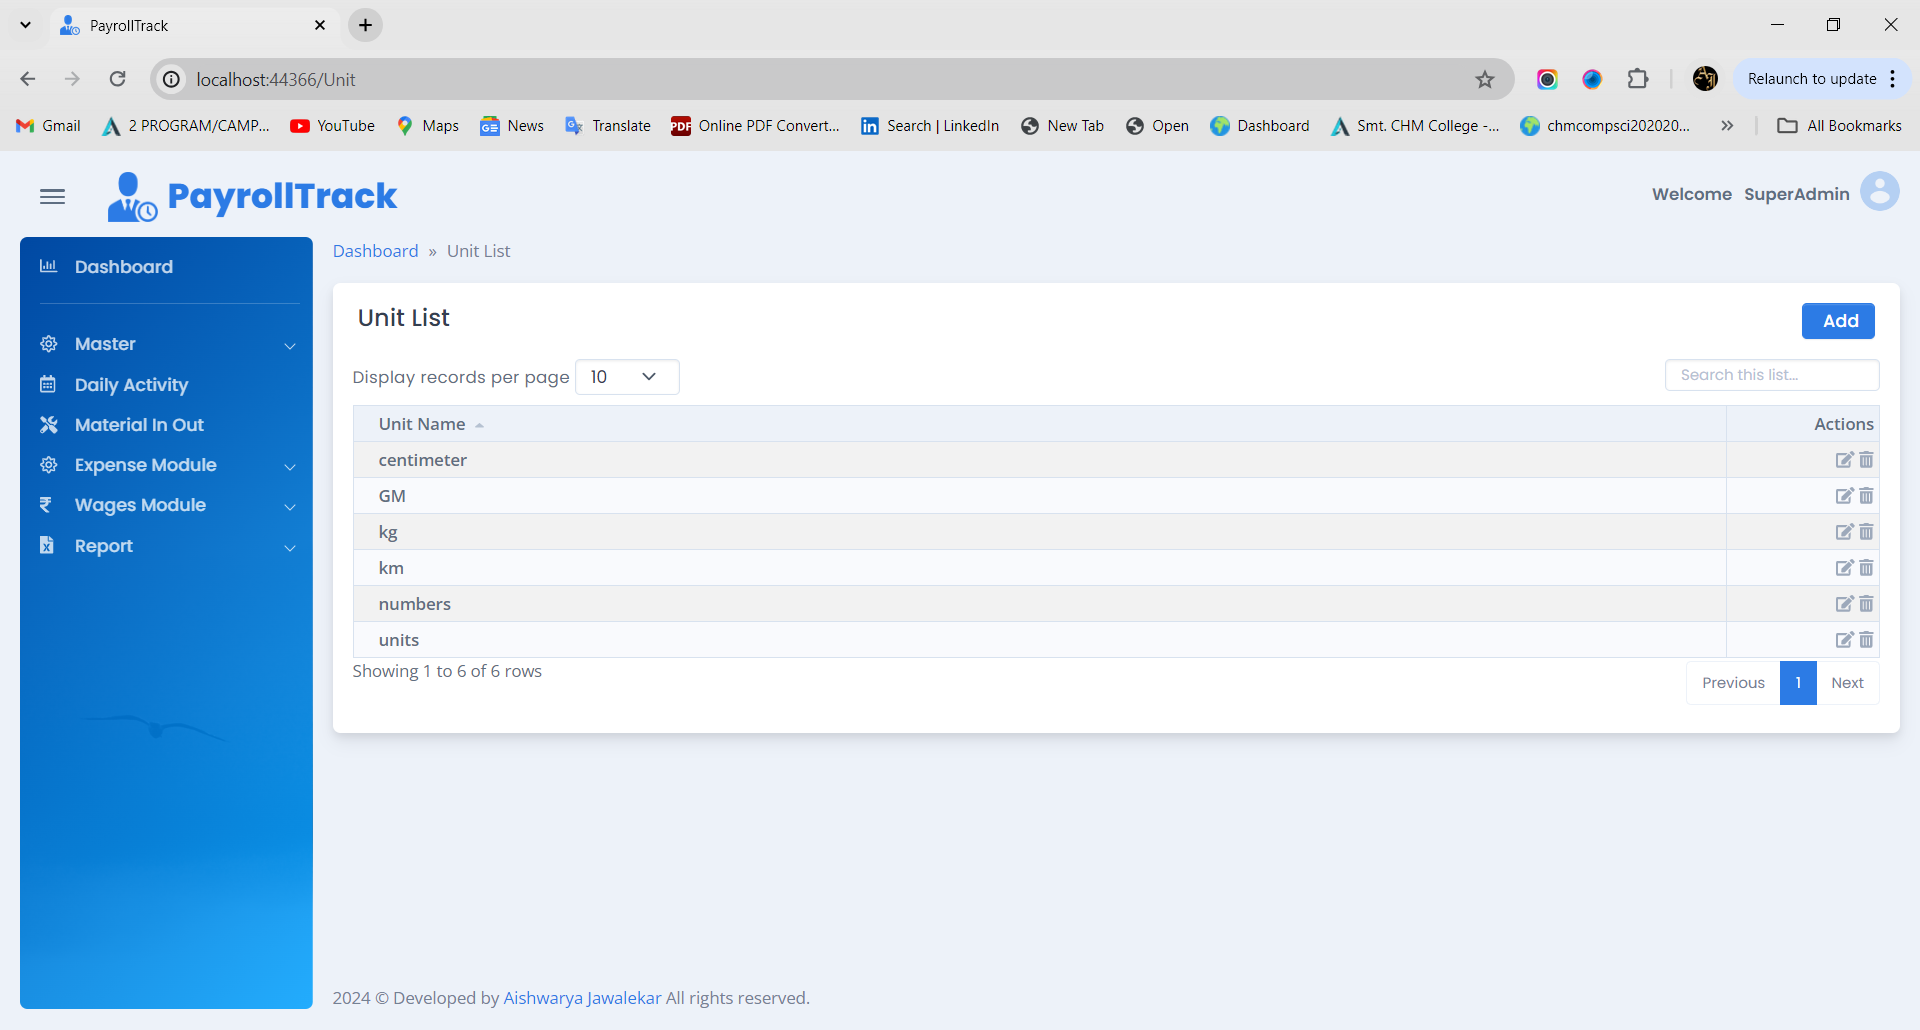 PayrollTrack
localhost:44366/Unit
Relaunch to update
Gmail 2 PROGRAM/CAMP... YouTube Maps News Translate PDF Online PDF Convert... Search | LinkedIn New Tab Open Dashboard Smt. CHM College -... chmcompsci202020... » All Bookmarks
PayrollTrack
Welcome SuperAdmin
Dashboard
Master
Daily Activity
Material In Out
Expense Module
Wages Module
Report
Dashboard » Unit List
Unit List
Add
Display records per page 10
Search this list...
Unit Name Actions
centimeter
GM
kg
km
numbers
units
Showing 1 to 6 of 6 rows
Previous 1 Next
2024 © Developed by Aishwarya Jawalekar All rights reserved.